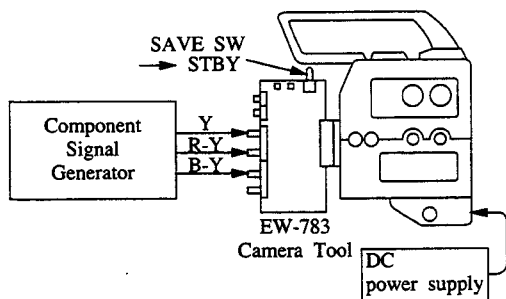 SAVE SW
→ STBY
Component
Signal
Generator
Y
R-Y
B-Y
EW-783
Camera Tool
DC
power supply